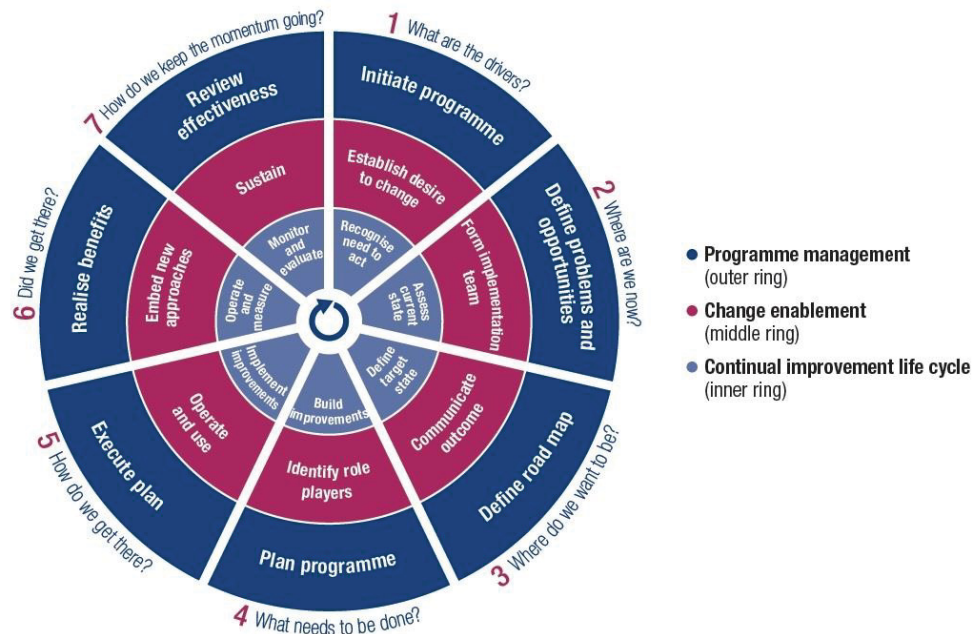 1 What are the drivers?
Initiate programme
Establish desire
to change
Recognise
need to
act
2 Where are we now?
Define problems and
opportunities
Form implementation
team
Assess
current
state
3 Where do we want to be?
Define road map
Communicate
outcome
Define
target
state
4 What needs to be done?
Plan programme
Identify role
players
Build
improvements
5 How do we get there?
Execute plan
Operate
and use
Implement
improvements
6 Did we get there?
Realise benefits
Embed new
approaches
Operate
and
measure
7 How do we keep the momentum going?
Review
effectiveness
Sustain
Monitor
and
evaluate
Programme management
(outer ring)
Change enablement
(middle ring)
Continual improvement life cycle
(inner ring)